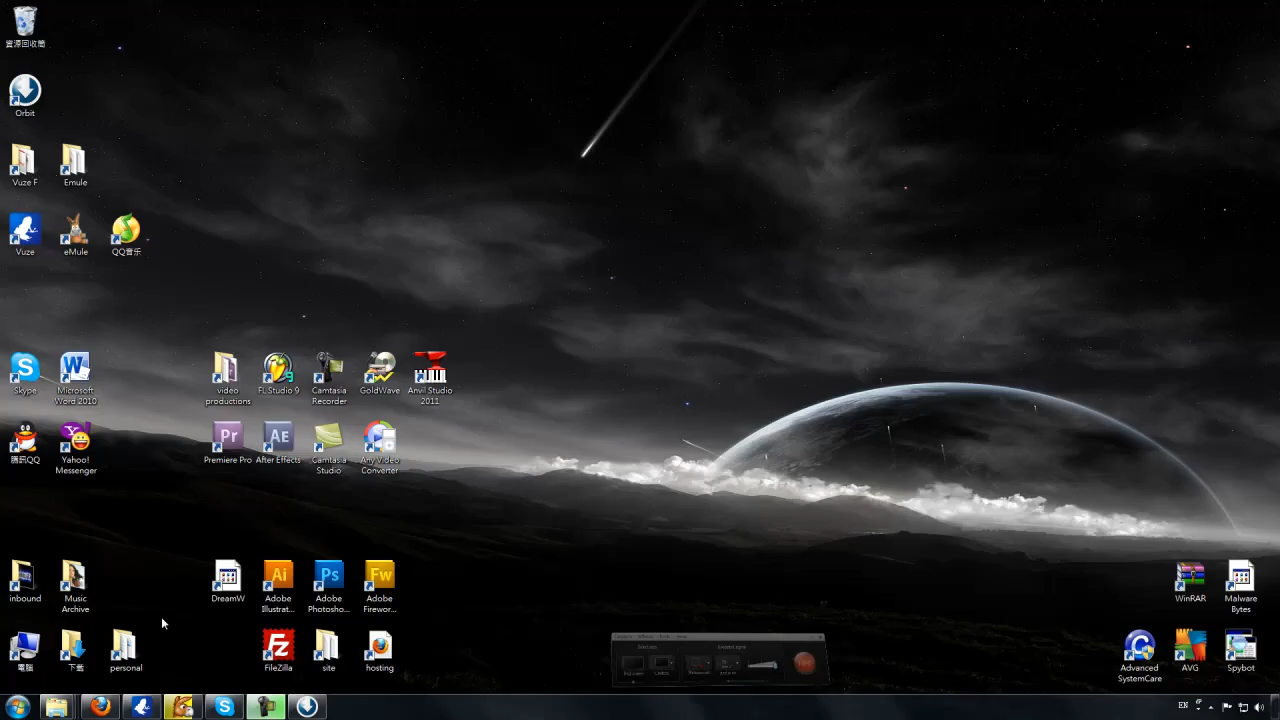 資源回收筒
Orbit
Vuze F
Emule
Vuze
eMule
QQ音乐
Skype
Microsoft
Word 2010
video
productions
FL Studio 9
Camtasia
Recorder
GoldWave
Anvil Studio
2011
騰訊QQ
Yahoo!
Messenger
Premiere Pro
After Effects
Camtasia
Studio
Any Video
Converter
inbound
Music
Archive
DreamW
Adobe
Illustrat...
Adobe
Photosho...
Adobe
Firewor...
WinRAR
Malware
Bytes
電腦
下載
personal
FileZilla
site
hosting
Advanced
SystemCare
AVG
Spybot
EN